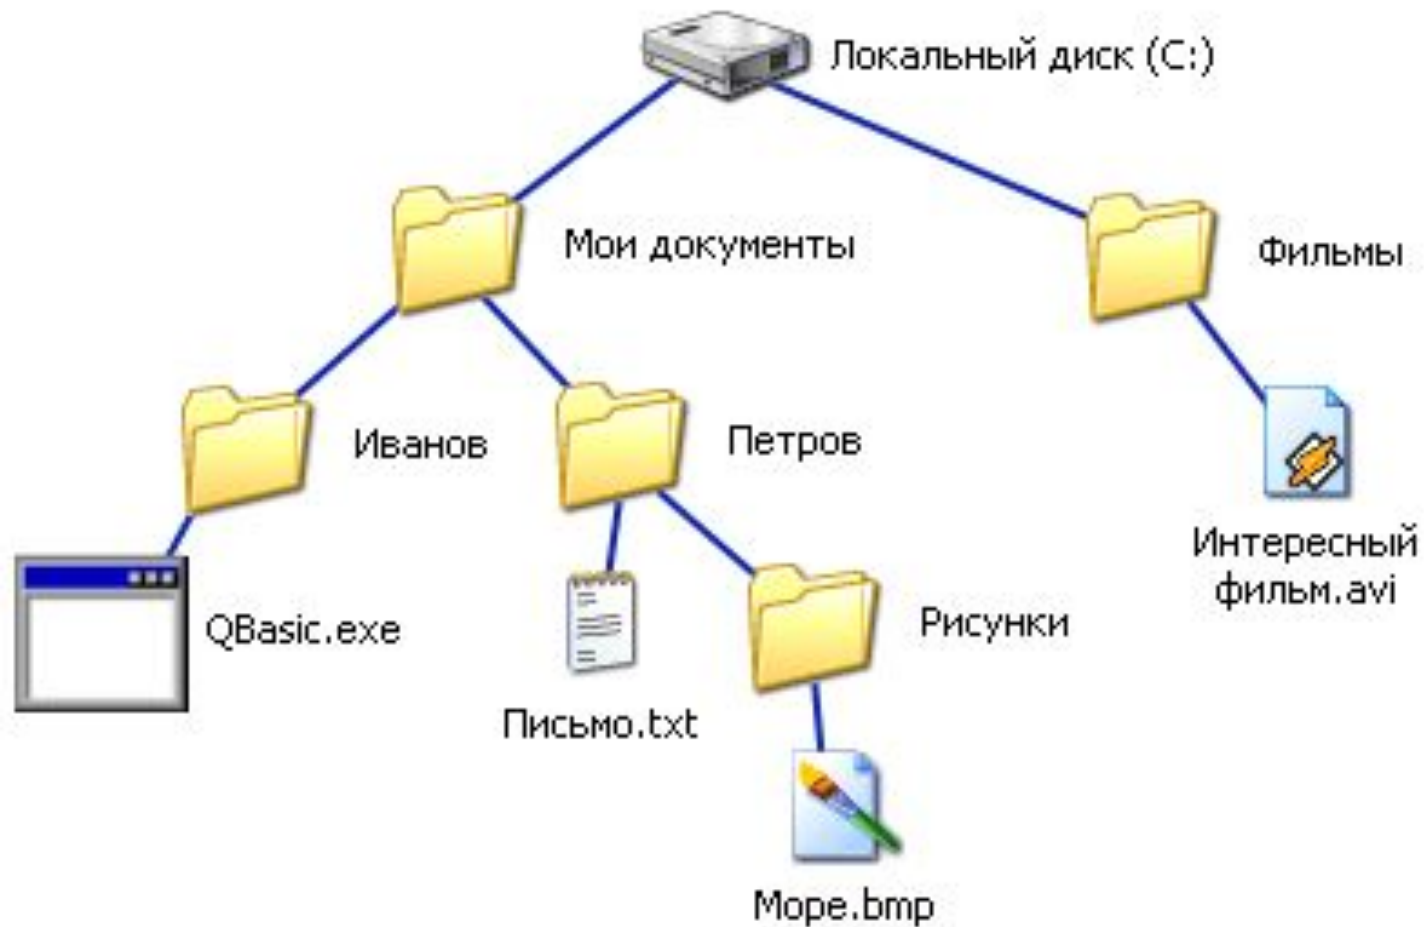 Локальный диск (C:)
Мои документы
Фильмы
Иванов
Петров
Интересный
фильм.avi
QBasic.exe
Рисунки
Письмо.txt
Море.bmp